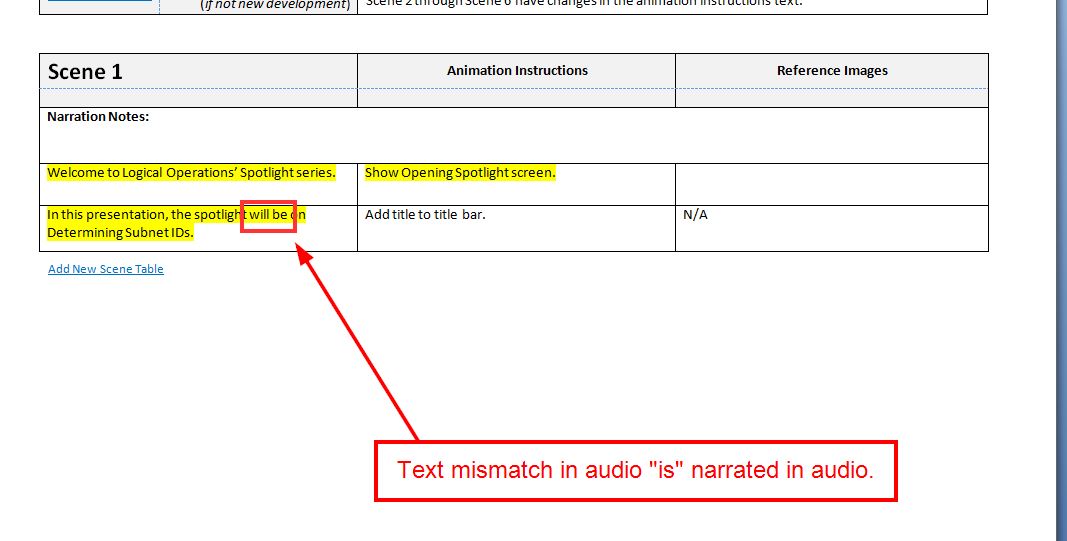 (if not new development)
Scene 2 through Scene 6 have changes in the animation instructions text.
Scene 1
Animation Instructions
Reference Images
Narration Notes:
Welcome to Logical Operations’ Spotlight series.
Show Opening Spotlight screen.
In this presentation, the spotlight will be on
Determining Subnet IDs.
Add title to title bar.
N/A
Add New Scene Table
Text mismatch in audio "is" narrated in audio.